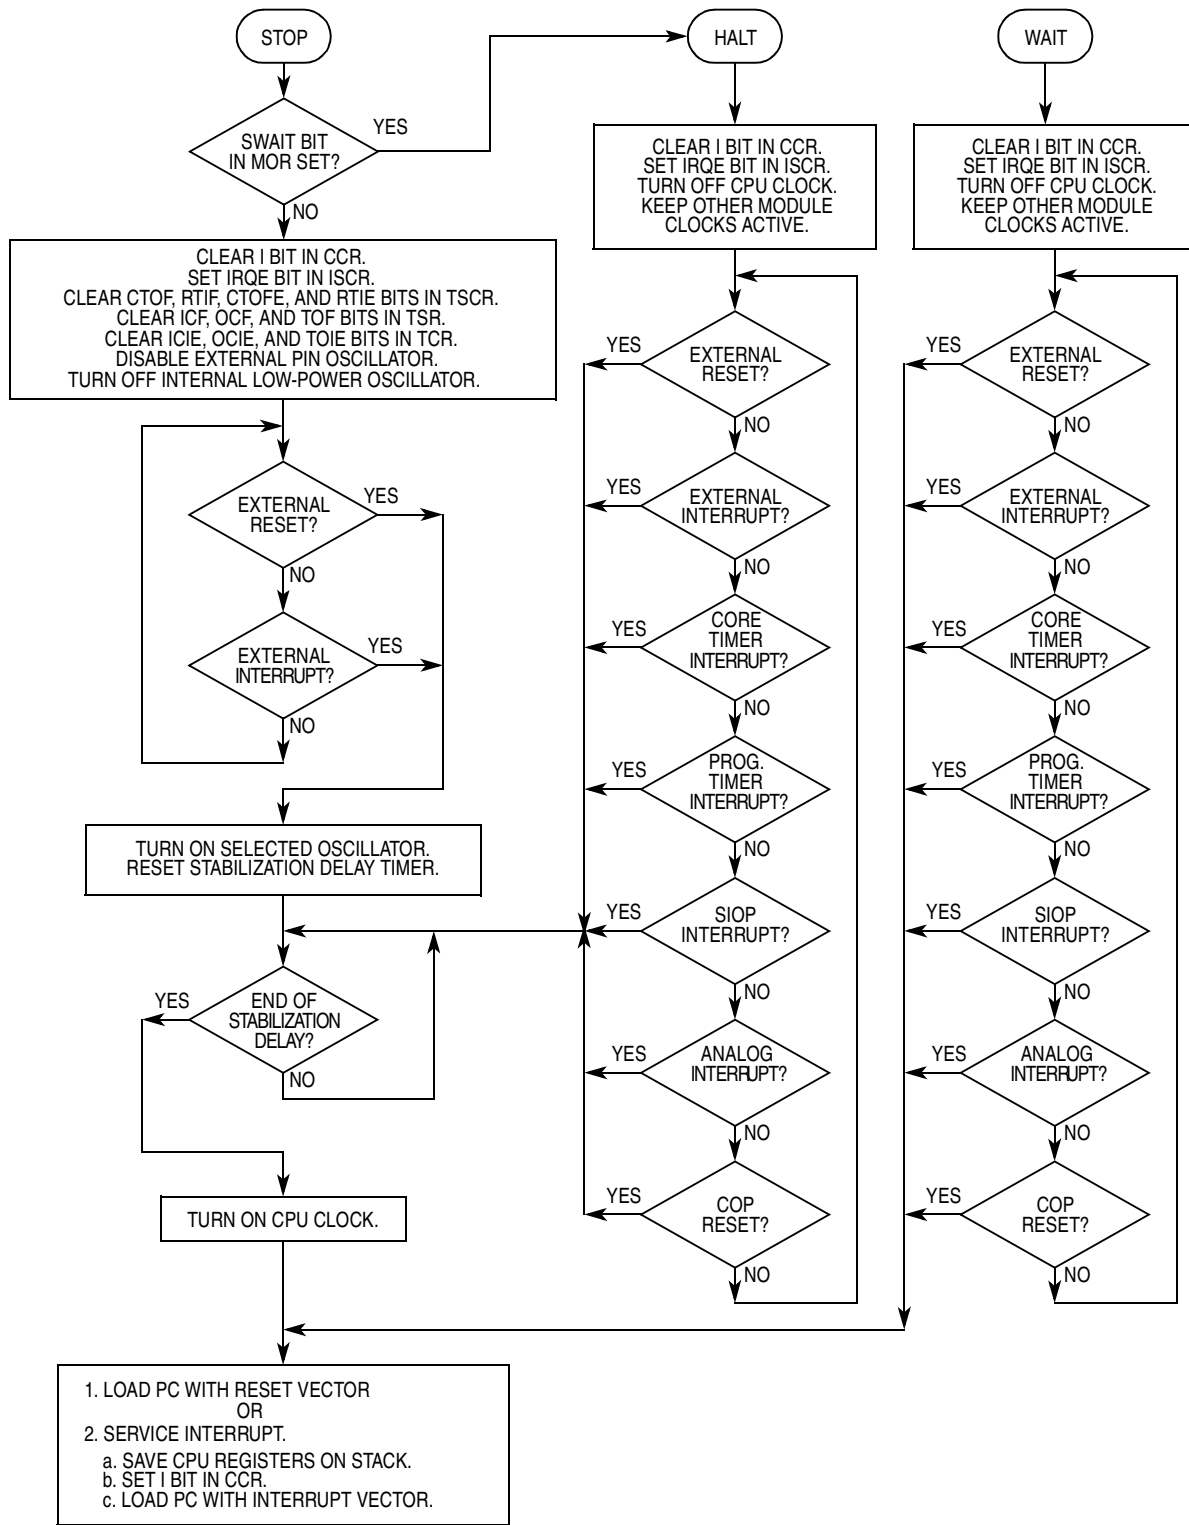 STOP
SWAIT BIT
IN MOR SET?
YES
NO
CLEAR I BIT IN CCR.
SET IRQE BIT IN ISCR.
CLEAR CTOF, RTIF, CTOFE, AND RTIE BITS IN TSCR.
CLEAR ICF, OCF, AND TOF BITS IN TSR.
CLEAR ICIE, OCIE, AND TOIE BITS IN TCR.
DISABLE EXTERNAL PIN OSCILLATOR.
TURN OFF INTERNAL LOW-POWER OSCILLATOR.
EXTERNAL
RESET?
YES
NO
EXTERNAL
INTERRUPT?
YES
NO
TURN ON SELECTED OSCILLATOR.
RESET STABILIZATION DELAY TIMER.
END OF
STABILIZATION
DELAY?
YES
NO
TURN ON CPU CLOCK.
1. LOAD PC WITH RESET VECTOR
OR
2. SERVICE INTERRUPT.
a. SAVE CPU REGISTERS ON STACK.
b. SET I BIT IN CCR.
c. LOAD PC WITH INTERRUPT VECTOR.
HALT
CLEAR I BIT IN CCR.
SET IRQE BIT IN ISCR.
TURN OFF CPU CLOCK.
KEEP OTHER MODULE
CLOCKS ACTIVE.
EXTERNAL
RESET?
YES
NO
EXTERNAL
INTERRUPT?
YES
NO
CORE
TIMER
INTERRUPT?
YES
NO
PROG.
TIMER
INTERRUPT?
YES
NO
SIOP
INTERRUPT?
YES
NO
ANALOG
INTERRUPT?
YES
NO
COP
RESET?
YES
NO
WAIT
CLEAR I BIT IN CCR.
SET IRQE BIT IN ISCR.
TURN OFF CPU CLOCK.
KEEP OTHER MODULE
CLOCKS ACTIVE.
EXTERNAL
RESET?
YES
NO
EXTERNAL
INTERRUPT?
YES
NO
CORE
TIMER
INTERRUPT?
YES
NO
PROG.
TIMER
INTERRUPT?
YES
NO
SIOP
INTERRUPT?
YES
NO
ANALOG
INTERRUPT?
YES
NO
COP
RESET?
YES
NO